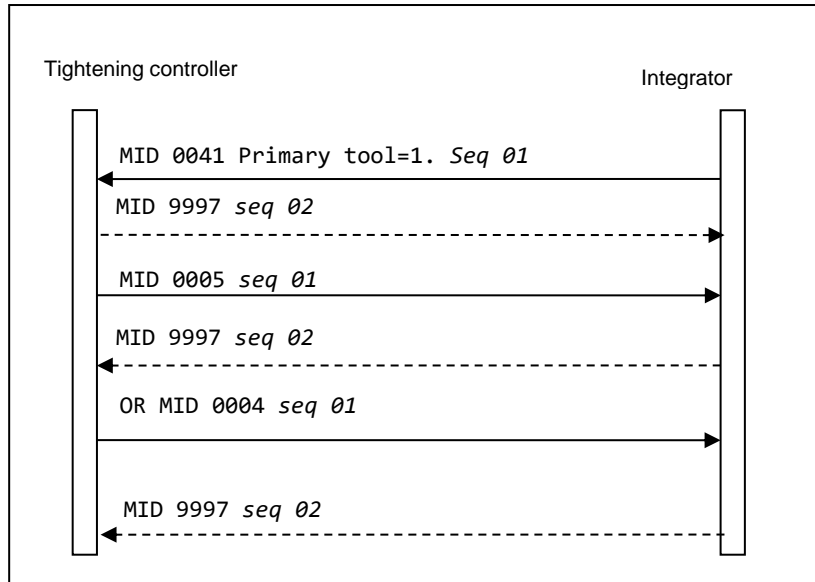 Tightening controller
Integrator
MID 0041 Primary tool=1. Seq 01
MID 9997 seq 02
MID 0005 seq 01
MID 9997 seq 02
OR MID 0004 seq 01
MID 9997 seq 02